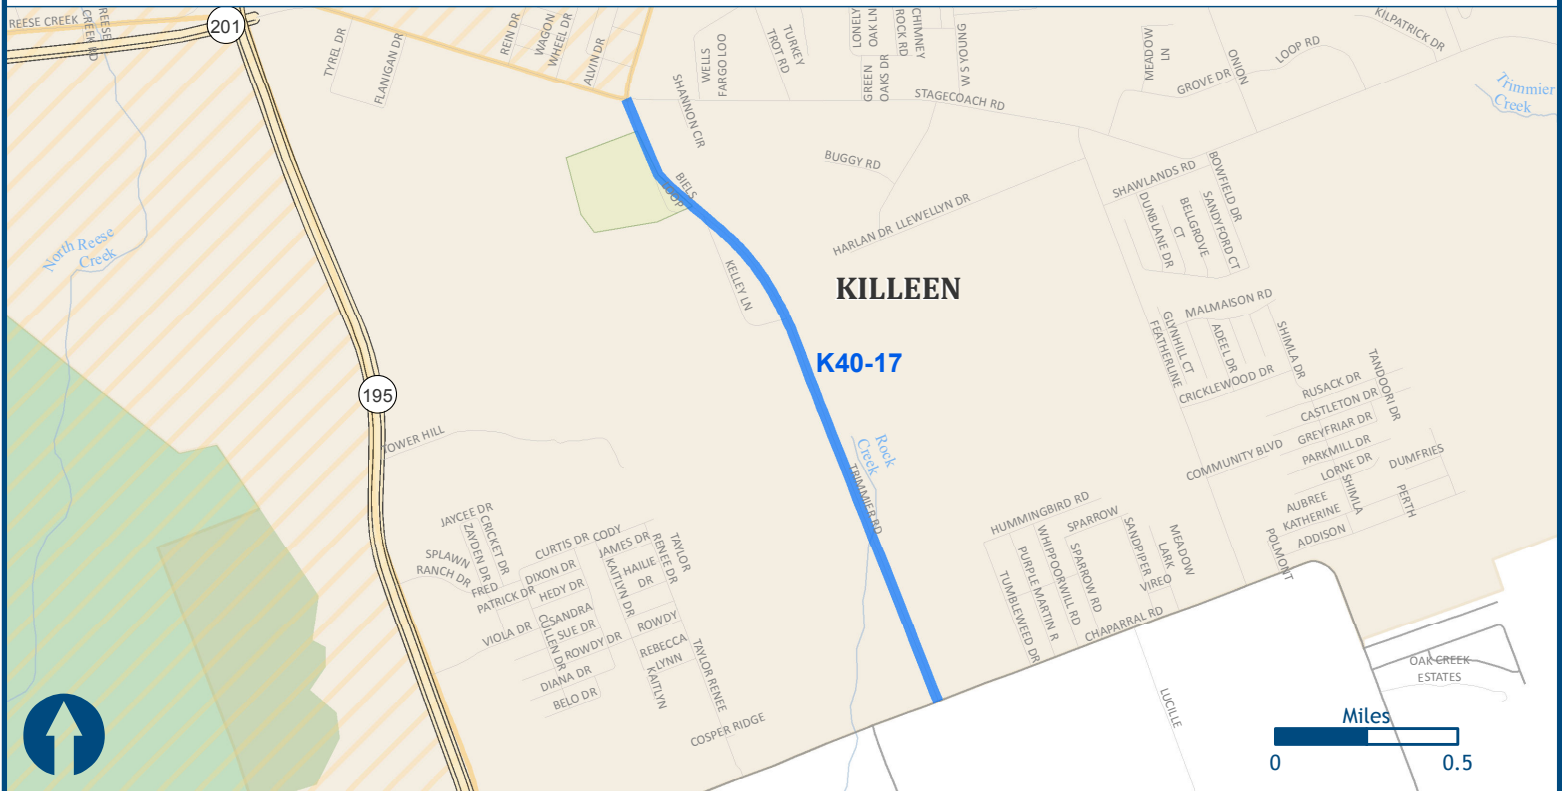 REESE CREEK
REESE
CREEK RD
201
TYREL DR
FLANIGAN DR
REIN DR
WAGON
WHEEL DR
ALVIN DR
WELLS
FARGO LOO
TURKEY
TROT RD
LONELY
OAK LN
CHIMNEY
ROCK RD
GREEN
OAKS DR
W S YOUNG
MEADOW
LN
ONION
LOOP RD
KILPATRICK DR
GROVE DR
Trimmier
Creek
SHANNON CIR
STAGECOACH RD
BUGGY RD
BIELS
LOOP
HARLAN DR
LLEWELLYN DR
SHAWLANDS RD
BOWFIELD DR
SANDYFORD CT
BELLGROVE
CT
DUNBLANE DR
North Reese
Creek
KELLEY LN
KILLEEN
MALMAISON RD
GLYNHILL CT
FEATHERLINE
ADEEL DR
SHIMLA DR
CRICKLEWOOD DR
K40-17
195
TANDOORI DR
RUSACK DR
CASTLETON DR
GREYFRIAR DR
PARKMILL DR
LORNE DR
DUMFRIES
COMMUNITY BLVD
TOWER HILL
Rock
Creek
TRIMMIER RD
AUBREE
KATHERINE
ADDISON
SHIMLA
PERTH
POLMONT
HUMMINGBIRD RD
SPARROW
SANDPIPER
MEADOW
LARK
VIREO
WHIPPOORWILL RD
SPARROW RD
PURPLE MARTIN R
TUMBLEWEED DR
CHAPARRAL RD
JAYCEE DR
CRICKET DR
ZAYDEN DR
SPLAWN
RANCH DR
FRED
PATRICK DR
CURTIS DR
CODY
JAMES DR
DIXON DR
HEDY DR
HAILIE
DR
RENEE DR
TAYLOR
KAITLYN DR
SANDRA
SUE DR
VIOLA DR
CULLEN DR
ROWDY DR
ROWDY
REBECCA
LYNN
DIANA DR
BELO DR
KAITLYN
TAYLOR RENEE
COSPER RIDGE
LUCILLE
OAK CREEK
ESTATES
Miles
0
0.5